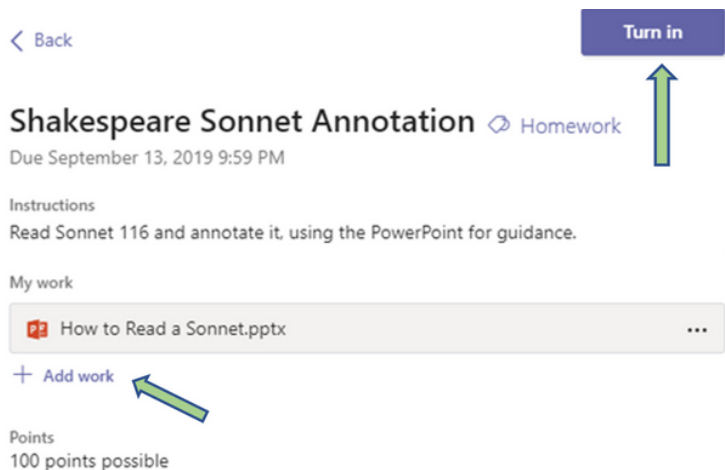 Back
Turn in
Shakespeare Sonnet Annotation Homework
Due September 13, 2019 9:59 PM
Instructions
Read Sonnet 116 and annotate it, using the PowerPoint for guidance.
My work
How to Read a Sonnet.pptx
+ Add work
Points
100 points possible